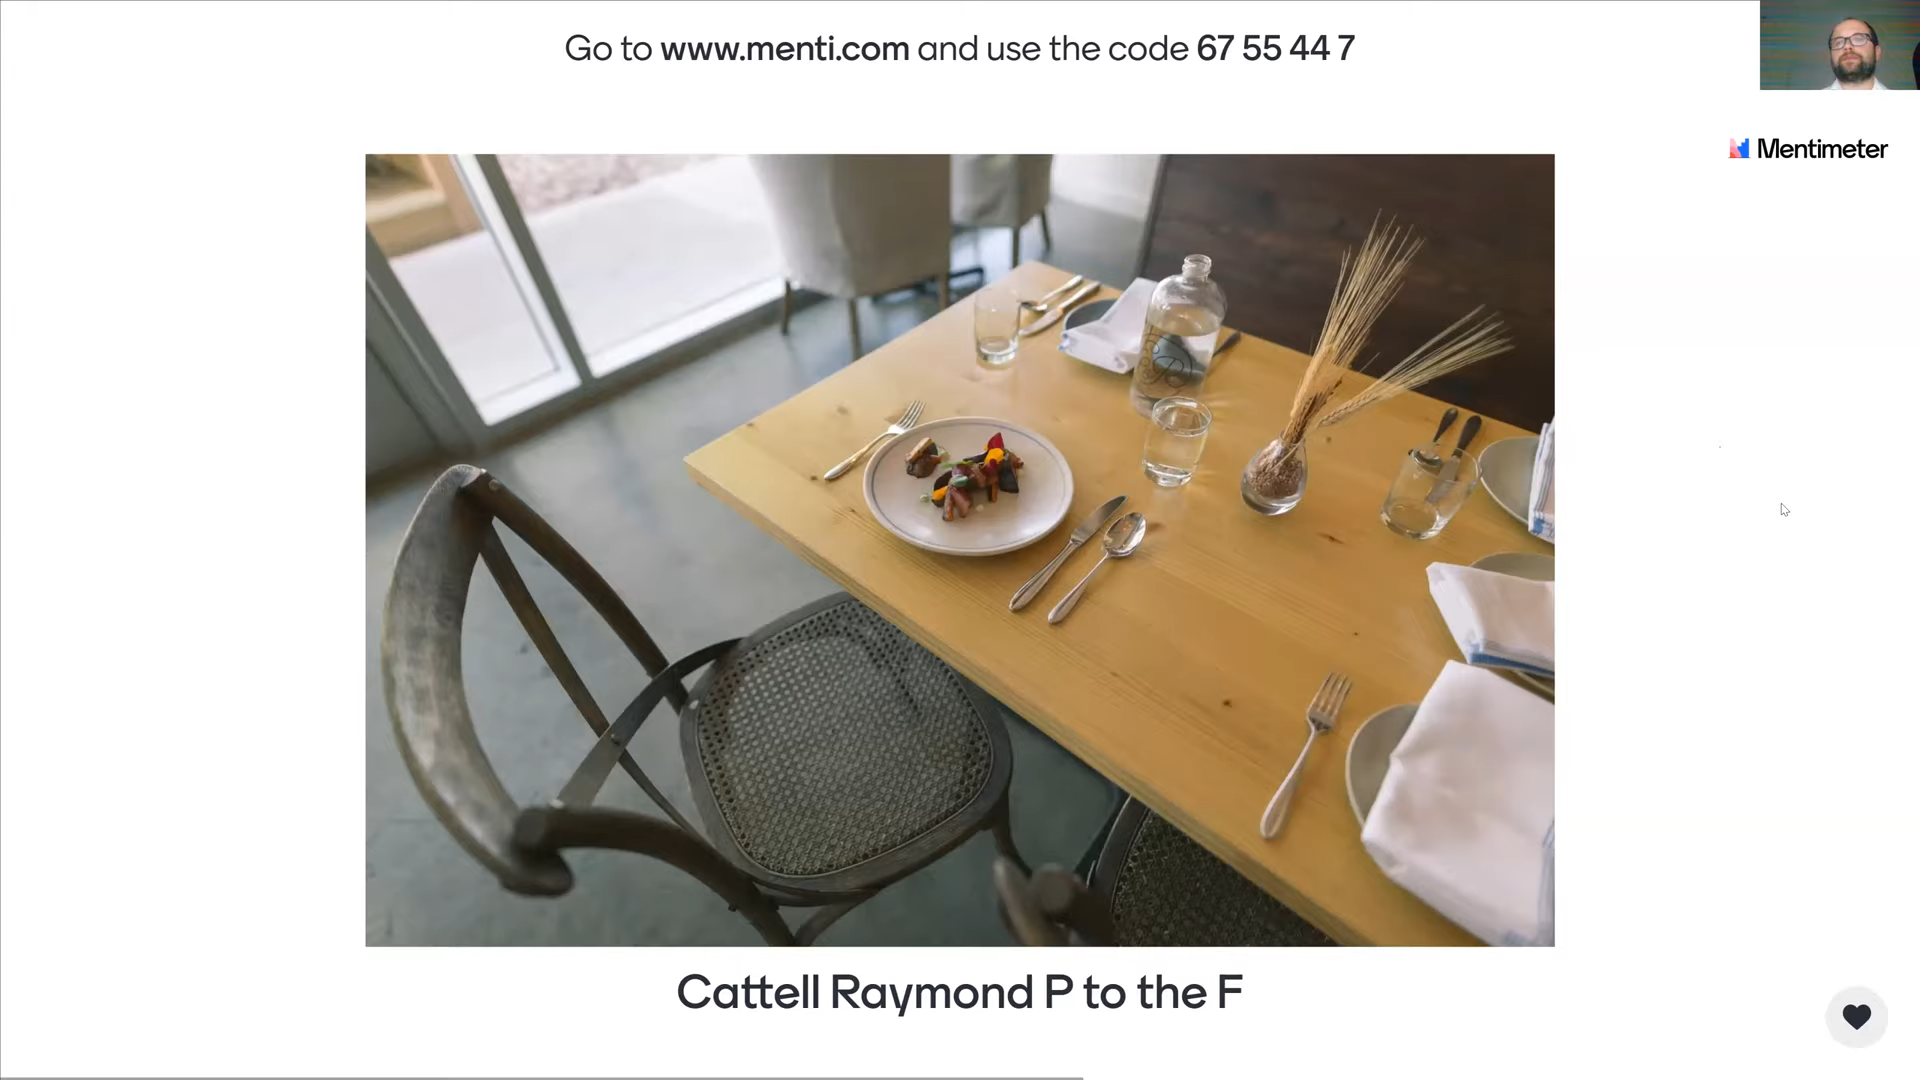 Go to www.menti.com and use the code 67 55 44 7
Mentimeter
Cattell Raymond P to the F